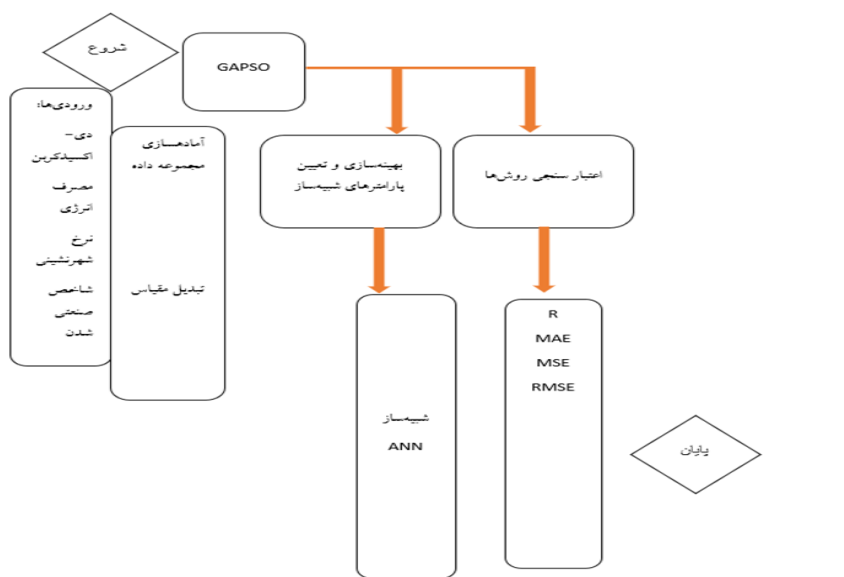 شروع
GAPSO
ورودی‌ها:
دی-
اکسیدکربن
مصرف
انرژی
نرخ
شهرنشینی
شاخص
صنعتی
شدن
آماده‌سازی
مجموعه داده
تبدیل مقیاس
بهینه‌سازی و تعیین
پارامترهای شبیه‌ساز
اعتبار سنجی روش‌ها
شبیه‌ساز
ANN
R
MAE
MSE
RMSE
پایان